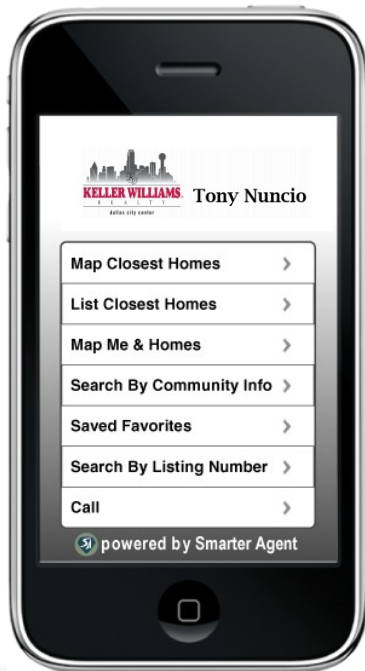 KELLER WILLIAMS.
REALTY
dallas city center
Tony Nuncio
Map Closest Homes
List Closest Homes
Map Me & Homes
Search By Community Info
Saved Favorites
Search By Listing Number
Call
powered by Smarter Agent